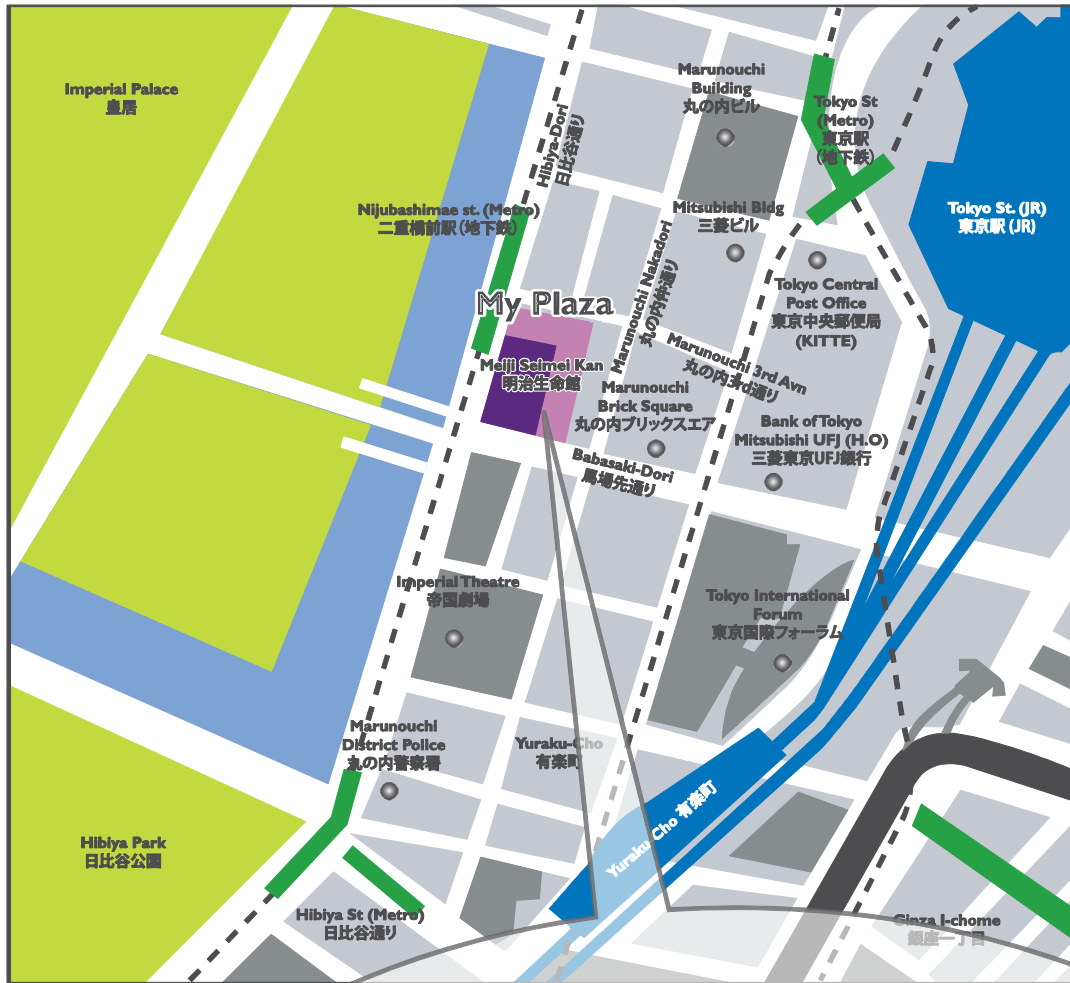 Imperial Palace
皇居
Marunouchi
Building
丸の内ビル
Tokyo St
(Metro)
東京駅
(地下鉄)
Hibiya-Dori
日比谷通り
Nijubashimae st. (Metro)
二重橋前駅(地下鉄)
Mitsubishi Bldg
三菱ビル
Tokyo St. (JR)
東京駅 (JR)
My Plaza
Marunouchi Nakadori
丸の内仲通り
Tokyo Central
Post Office
東京中央郵便局
(KITTE)
Meiji Seimei Kan
明治生命館
Marunouchi 3rd Avn
丸の内3rd通り
Marunouchi
Brick Square
丸の内ブリックスエア
Bank of Tokyo
Mitsubishi UFJ (H.O)
三菱東京UFJ銀行
Babasaki-Dori
馬場先通り
Imperial Theatre
帝国劇場
Tokyo International
Forum
東京国際フォーラム
Marunouchi
District Police
丸の内警察署
Yuraku-Cho
有楽町
Yuraku Cho 有楽町
Hibiya Park
日比谷公園
Hibiya St (Metro)
日比谷通り
Ginza I-chome
銀座一丁目